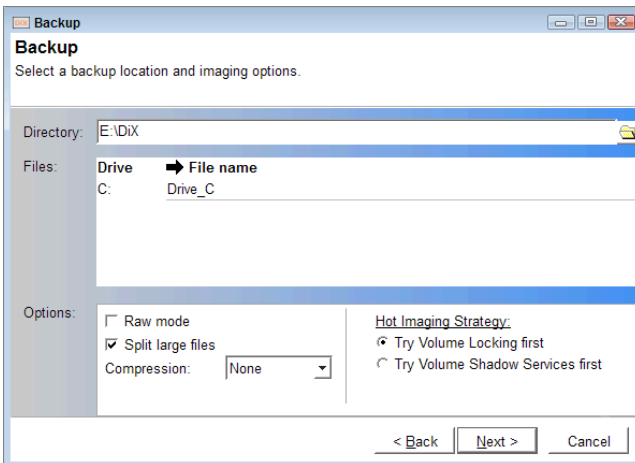 Backup
Backup
Select a backup location and imaging options.
Directory: E:\DiX
Files: Drive File name
C: Drive_C
Options:
Raw mode
Split large files
Compression: None
Hot Imaging Strategy:
Try Volume Locking first
Try Volume Shadow Services first
< Back Next > Cancel